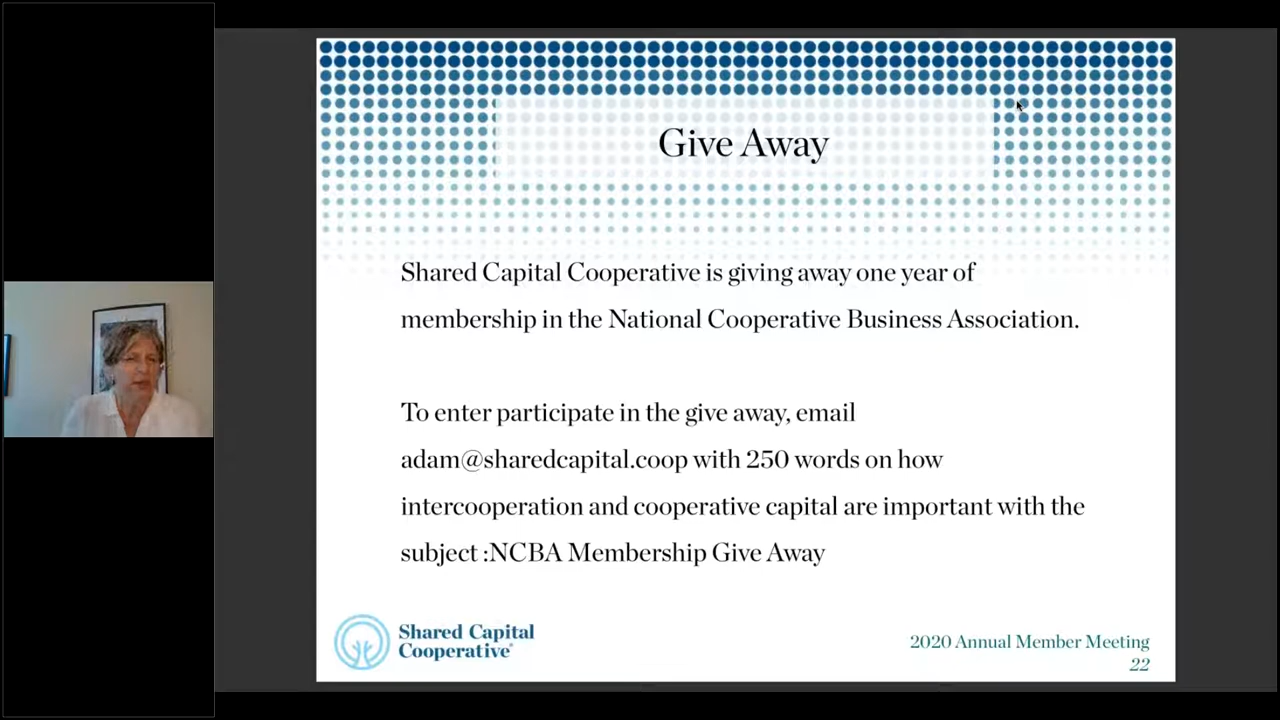 Give Away
Shared Capital Cooperative is giving away one year of
membership in the National Cooperative Business Association.
To enter participate in the give away, email
adam@sharedcapital.coop with 250 words on how
intercooperation and cooperative capital are important with the
subject :NCBA Membership Give Away
Shared Capital
Cooperative
2020 Annual Member Meeting
22